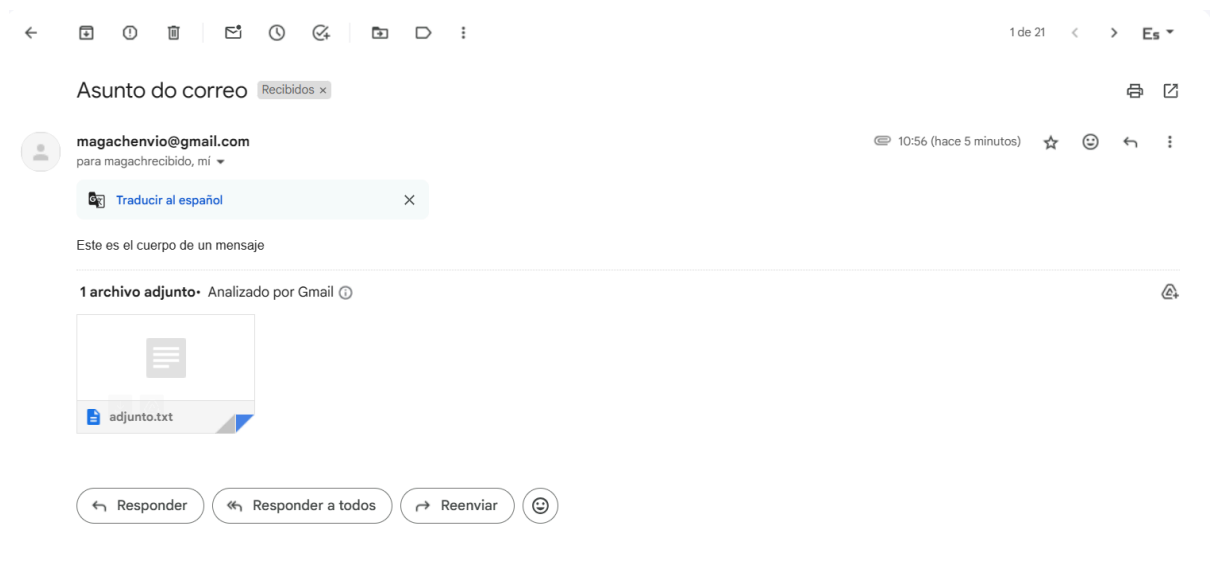 1 de 21
Es
Asunto do correo Recibidos ×
magachenvio@gmail.com
10:56 (hace 5 minutos)
para magachrecibido, mí
Traducir al español
Este es el cuerpo de un mensaje
1 archivo adjunto• Analizado por Gmail
adjunto.txt
Responder
Responder a todos
Reenviar